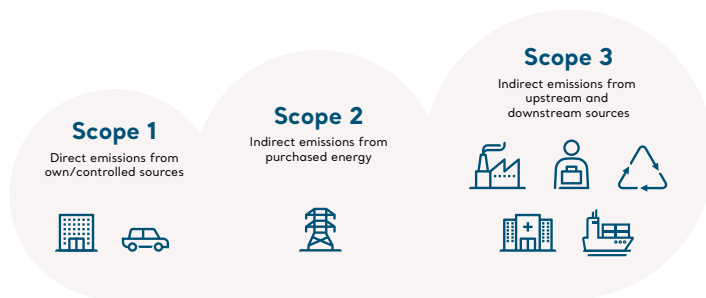 Scope 1
Direct emissions from
own/controlled sources
Scope 2
Indirect emissions from
purchased energy
Scope 3
Indirect emissions from
upstream and
downstream sources